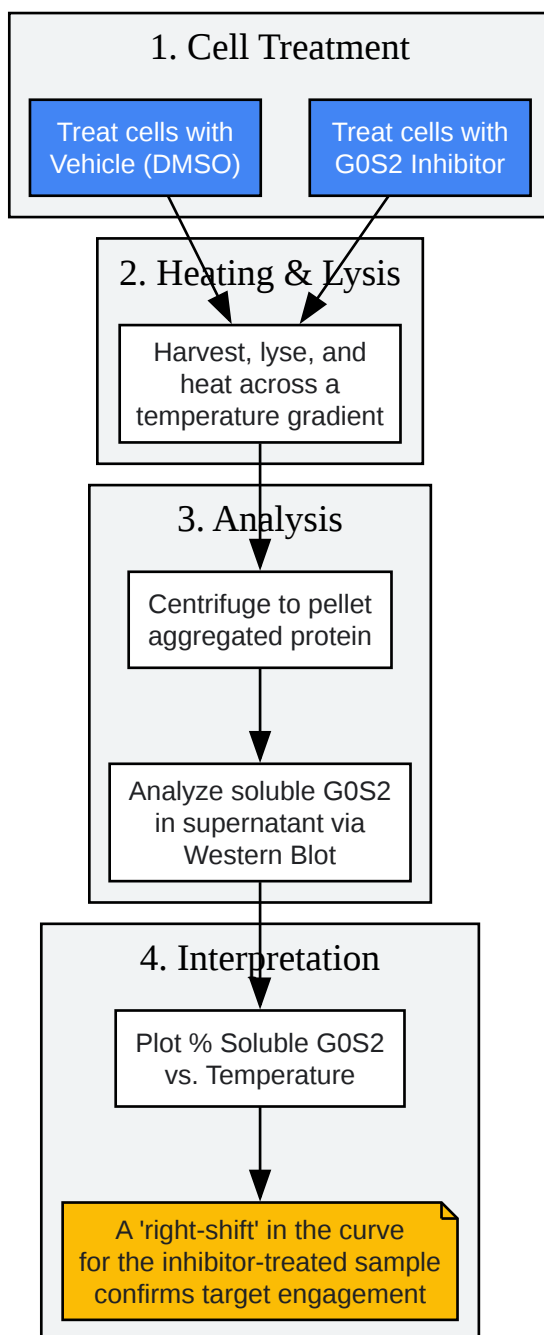 1. Cell Treatment
Treat cells with
Vehicle (DMSO)
Treat cells with
G0S2 Inhibitor
2. Heating & Lysis
Harvest, lyse, and
heat across a
temperature gradient
3. Analysis
Centrifuge to pellet
aggregated protein
Analyze soluble G0S2
in supernatant via
Western Blot
4. Interpretation
Plot % Soluble G0S2
vs. Temperature
A 'right-shift' in the curve
for the inhibitor-treated sample
confirms target engagement